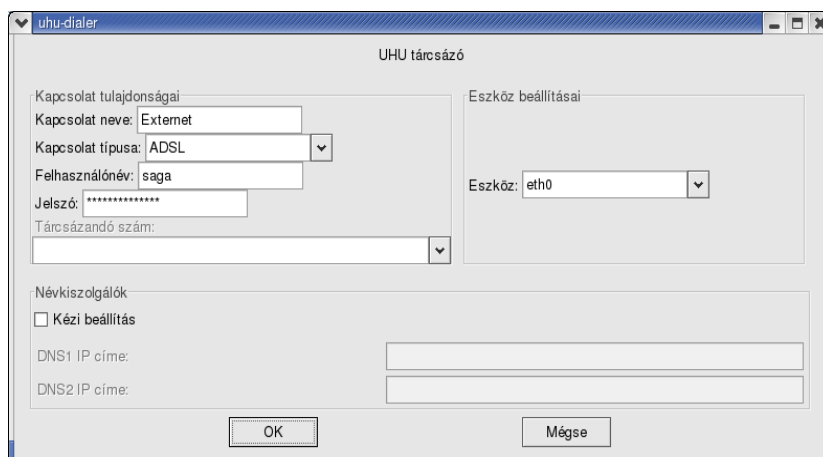 uhu-dialer
UHU tárcsázó
Kapcsolat tulajdonságai
Kapcsolat neve: Externet
Kapcsolat típusa: ADSL
Felhasználónév: saga
Jelszó: **************
Tárcsázandó szám:
Eszköz beállításai
Eszköz: eth0
Névkiszolgálók
Kézi beállítás
DNS1 IP címe:
DNS2 IP címe:
OK
Mégse